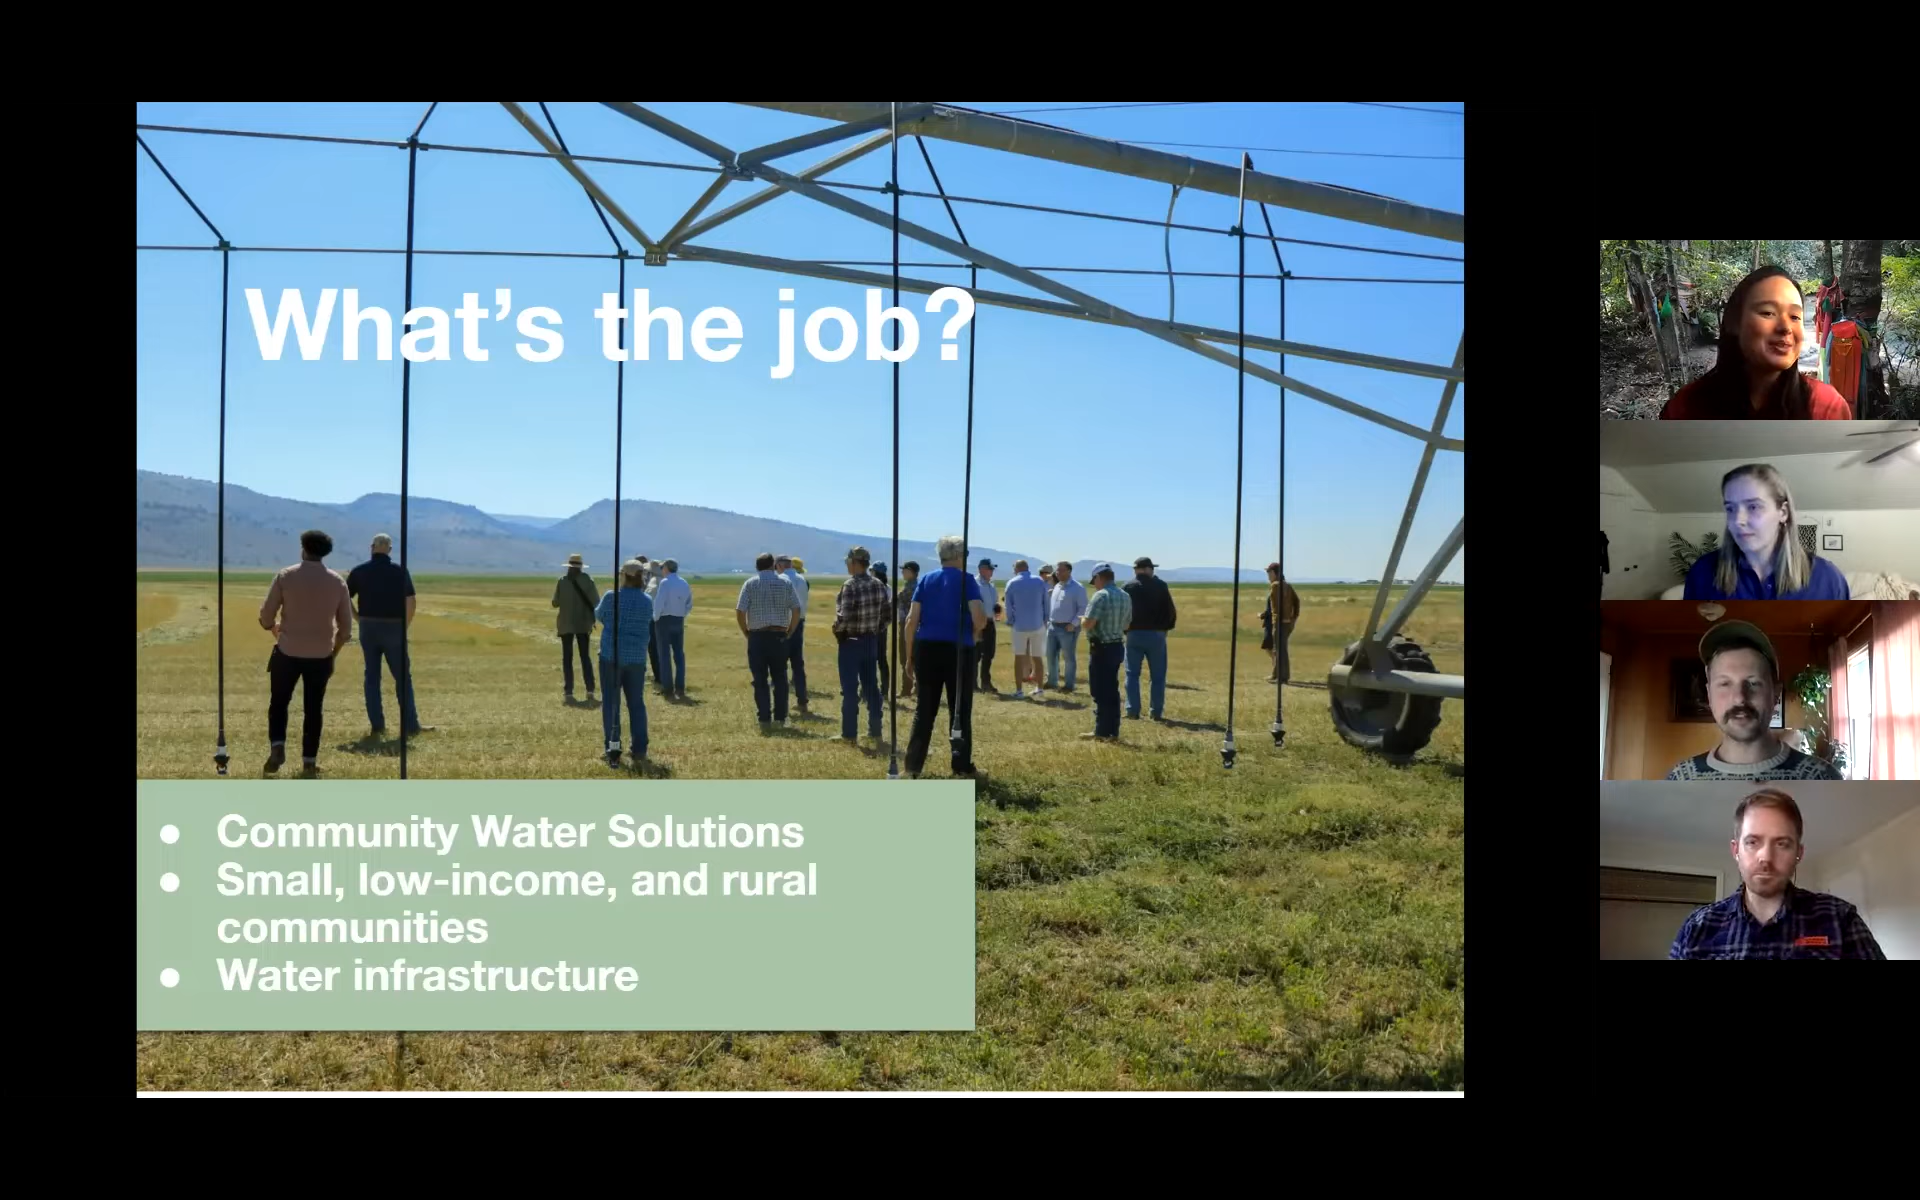 What’s the job?
● Community Water Solutions
● Small, low-income, and rural
communities
● Water infrastructure